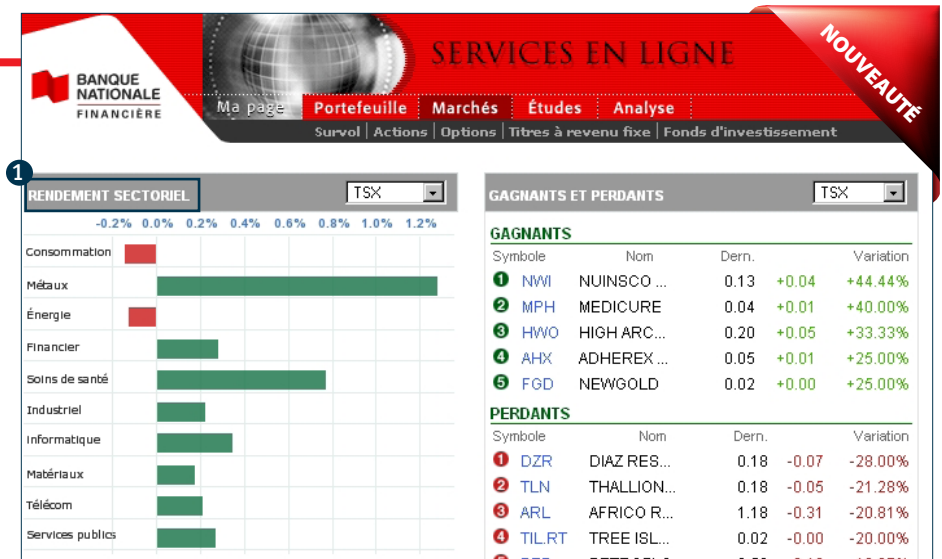 BANQUE
NATIONALE
FINANCIÈRE
SERVICES EN LIGNE
NOUVEAUTÉ
Ma page Portefeuille Marchés Études Analyse
Survol | Actions | Options | Titres à revenu fixe | Fonds d'investissement
1
RENDEMENT SECTORIEL TSX
-0.2% 0.0% 0.2% 0.4% 0.6% 0.8% 1.0% 1.2%
Consommation
Métaux
Énergie
Financier
Soins de santé
Industriel
Informatique
Matériaux
Télécom
Services publics
GAGNANTS ET PERDANTS TSX
GAGNANTS
Symbole Nom Dern. Variation
1 NWI NUINSCO ... 0.13 +0.04 +44.44%
2 MPH MEDICURE 0.04 +0.01 +40.00%
3 HWO HIGH ARC... 0.20 +0.05 +33.33%
4 AHX ADHEREX ... 0.05 +0.01 +25.00%
5 FGD NEWGOLD 0.02 +0.00 +25.00%
PERDANTS
Symbole Nom Dern. Variation
1 DZR DIAZ RES... 0.18 -0.07 -28.00%
2 TLN THALLION... 0.18 -0.05 -21.28%
3 ARL AFRICO R... 1.18 -0.31 -20.81%
4 TIL.RT TREE ISL... 0.02 -0.00 -20.00%